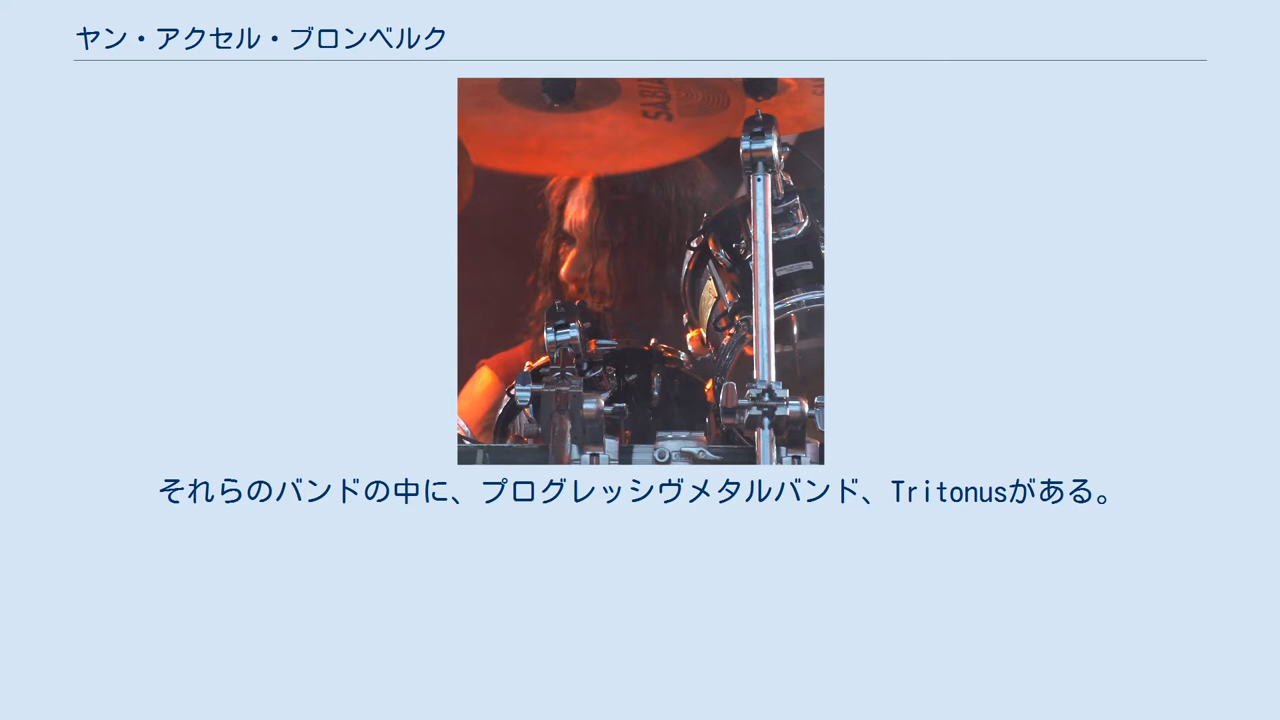 ヤン・アクセル・ブロンベルク
SABIA
それらのバンドの中に、プログレッシヴメタルバンド、Tritonusがある。